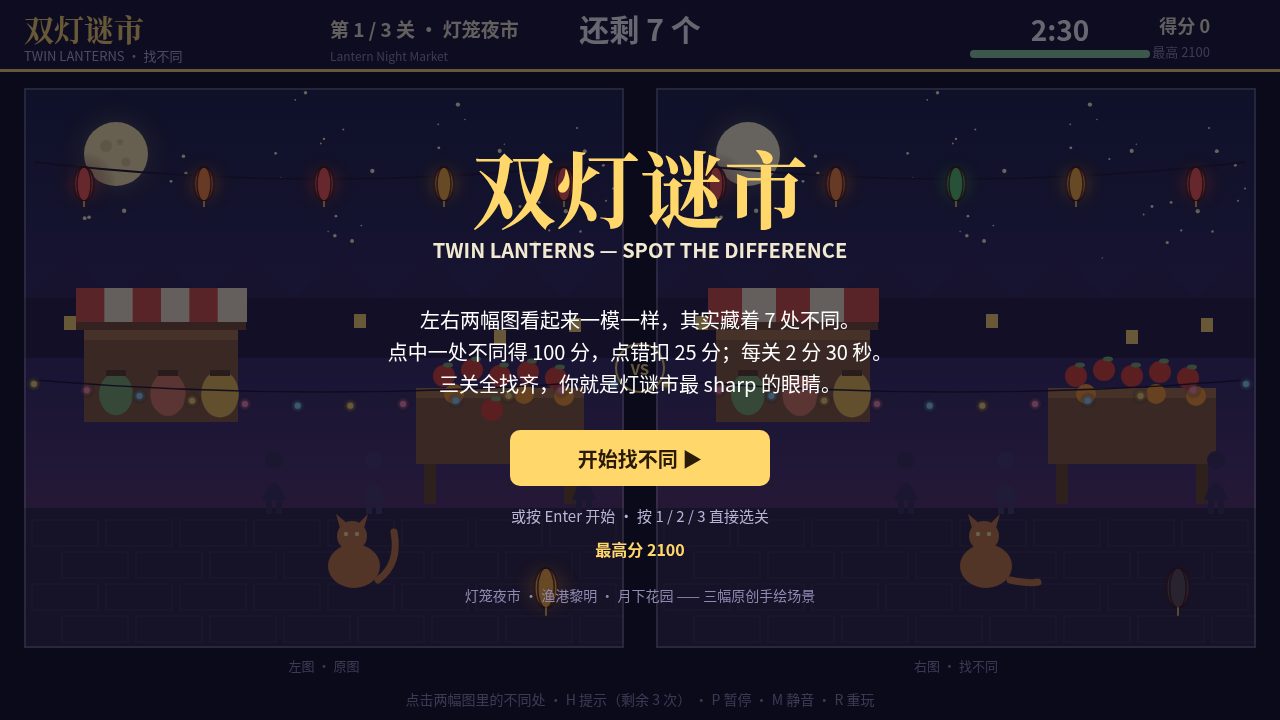 双灯谜市
TWIN LANTERNS · 找不同
第 1 / 3 关 · 灯笼夜市
Lantern Night Market
还剩 7 个
2:30
得分 0
最高 2100
双灯谜市
TWIN LANTERNS — SPOT THE DIFFERENCE
左右两幅图看起来一模一样，其实藏着 7 处不同。
点中一处不同得 100 分，点错扣 25 分；每关 2 分 30 秒。
VS
三关全找齐，你就是灯谜市最 sharp 的眼睛。
开始找不同 ▶
或按 Enter 开始 · 按 1 / 2 / 3 直接选关
最高分 2100
灯笼夜市 · 渔港黎明 · 月下花园 —— 三幅原创手绘场景
左图 · 原图
右图 · 找不同
点击两幅图里的不同处 · H 提示（剩余 3 次） · P 暂停 · M 静音 · R 重玩